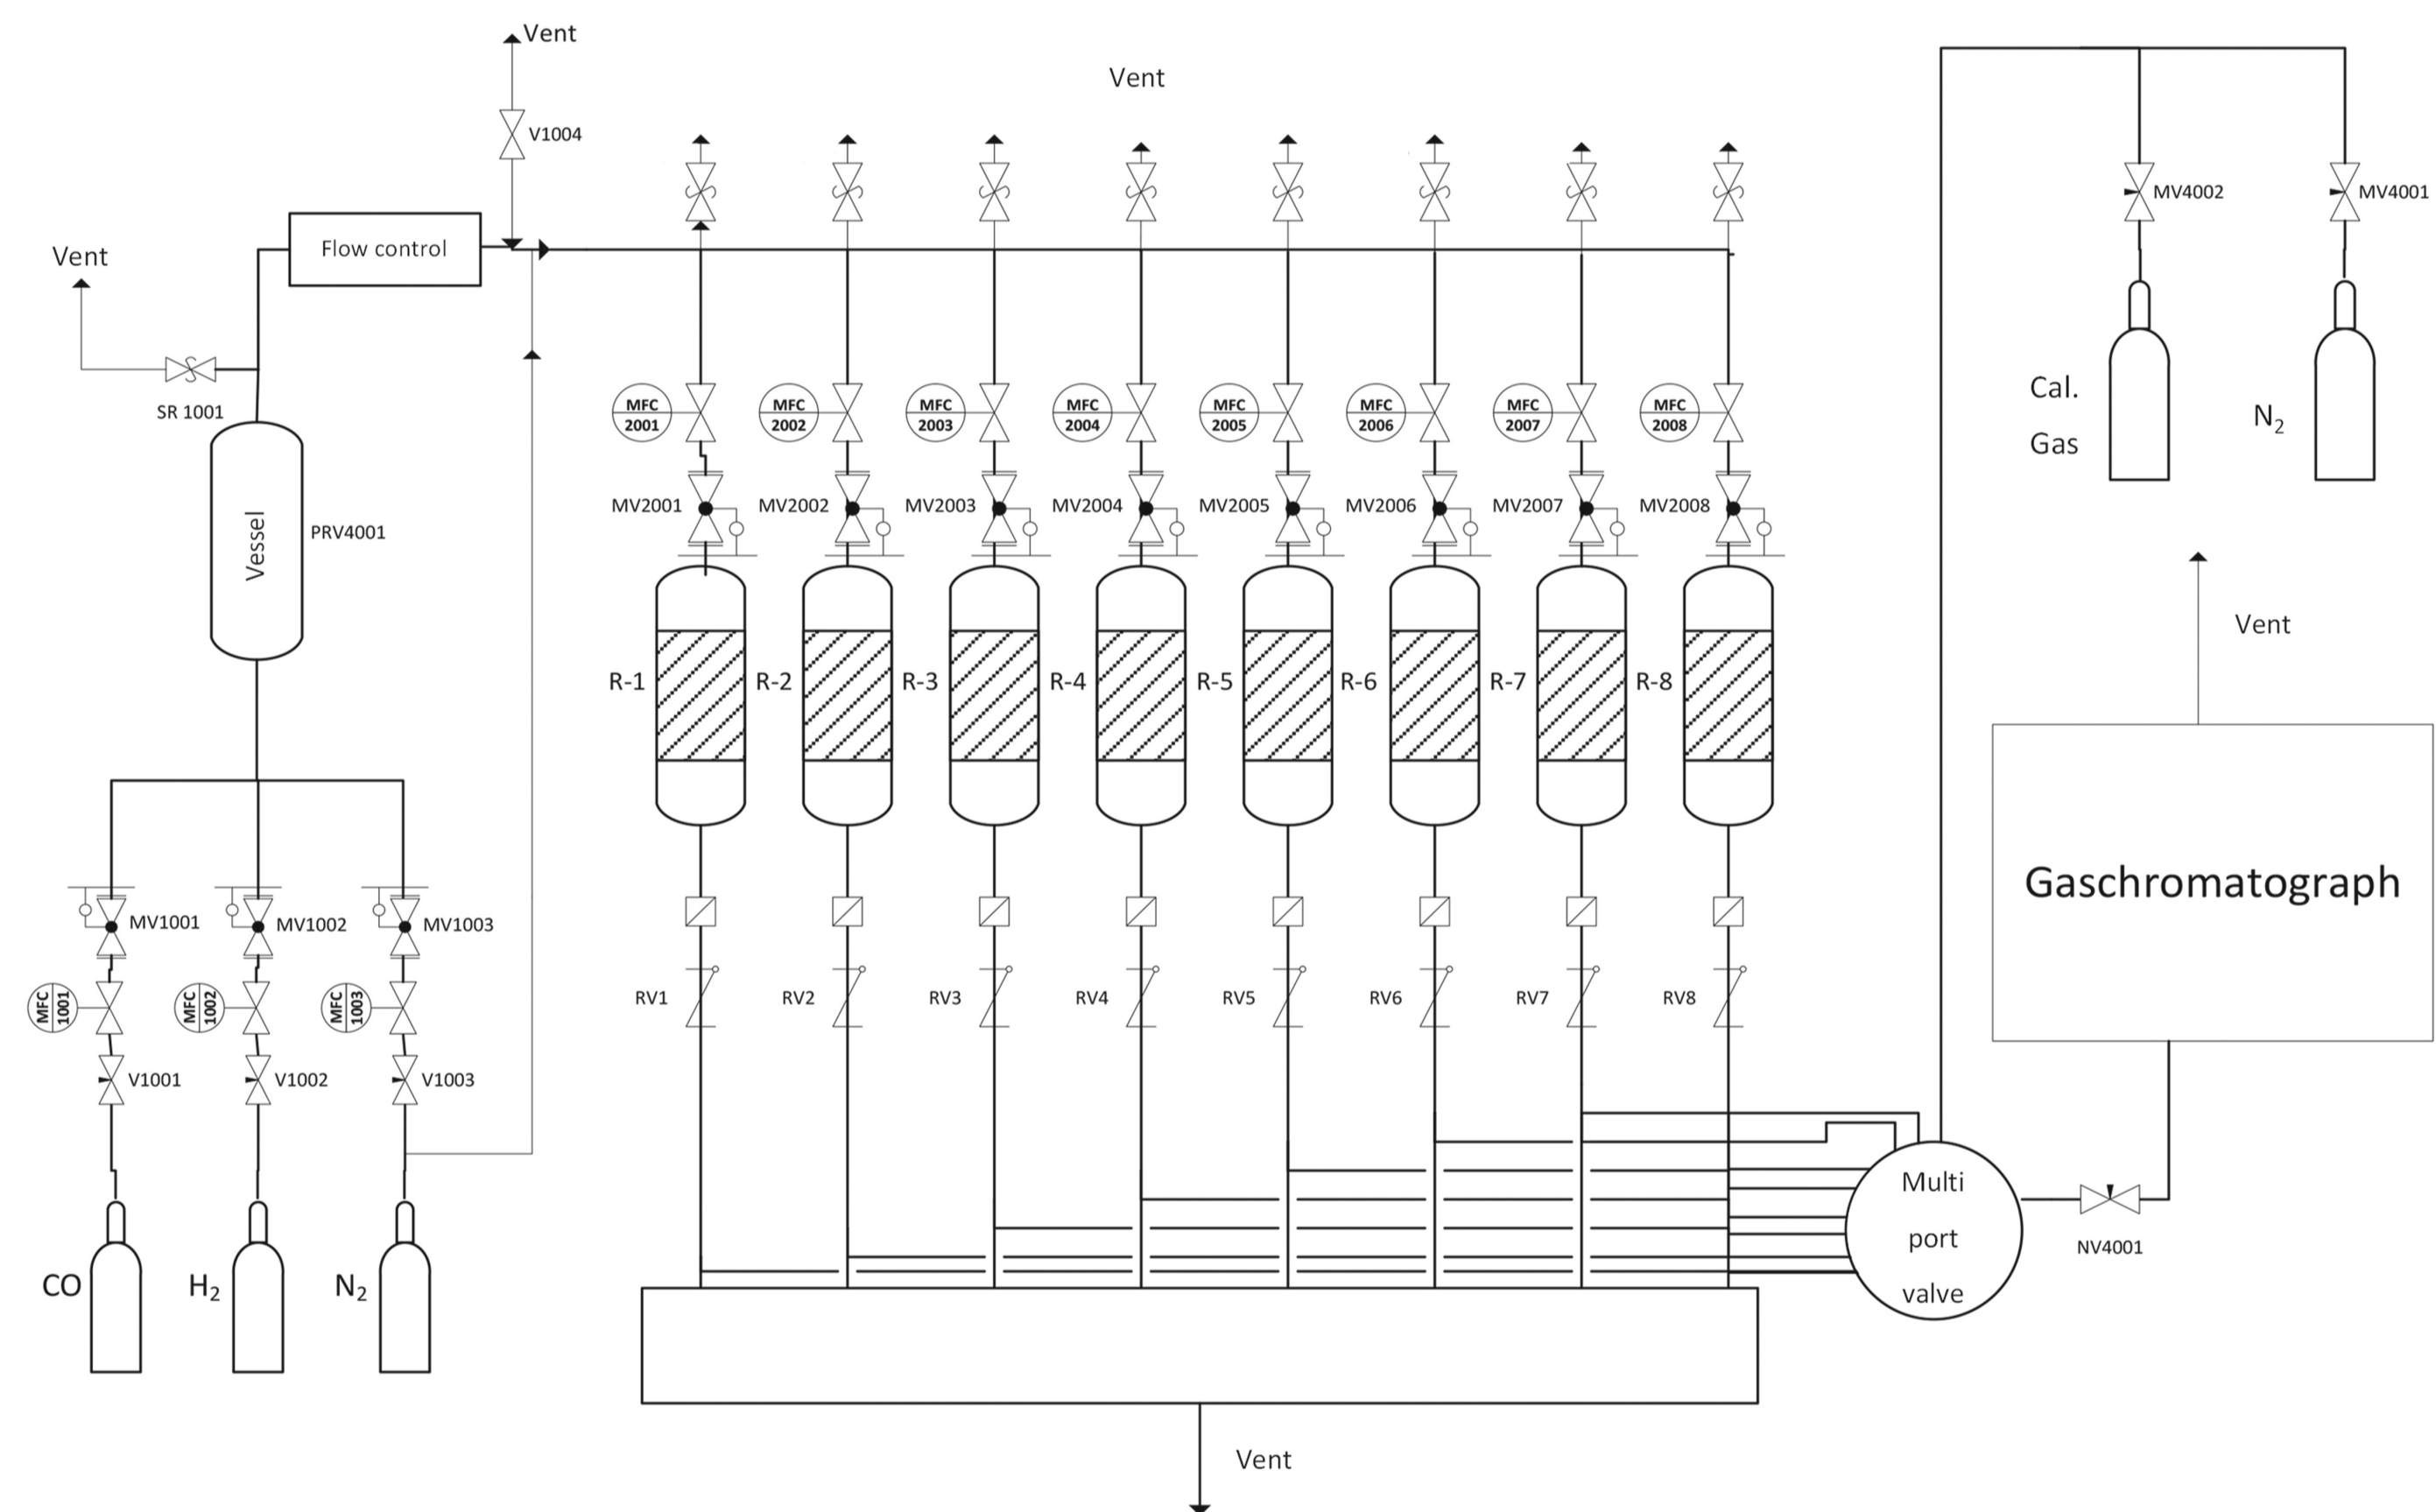 Vent
V1004
Vent
Flow control
Vent
SR 1001
Vessel
PRV4001
MV1001
MV1002
MV1003
MFC
1001
MFC
1002
MFC
1003
V1001
V1002
V1003
CO
H₂
N₂
MFC
2001
MFC
2002
MFC
2003
MFC
2004
MFC
2005
MFC
2006
MFC
2007
MFC
2008
MV2001
MV2002
MV2003
MV2004
MV2005
MV2006
MV2007
MV2008
R-1
R-2
R-3
R-4
R-5
R-6
R-7
R-8
RV1
RV2
RV3
RV4
RV5
RV6
RV7
RV8
Vent
MV4002
MV4001
Cal.
Gas
N₂
Vent
Gaschromatograph
Multi
port
valve
NV4001